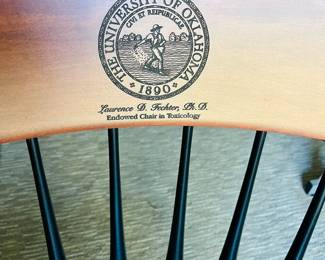 THE UNIVERSITY OF OKLAHOMA
CIVI ET REIPUBLICAE
1890
Laurence D. Fechter, Ph.D.
Endowed Chair in Toxicology